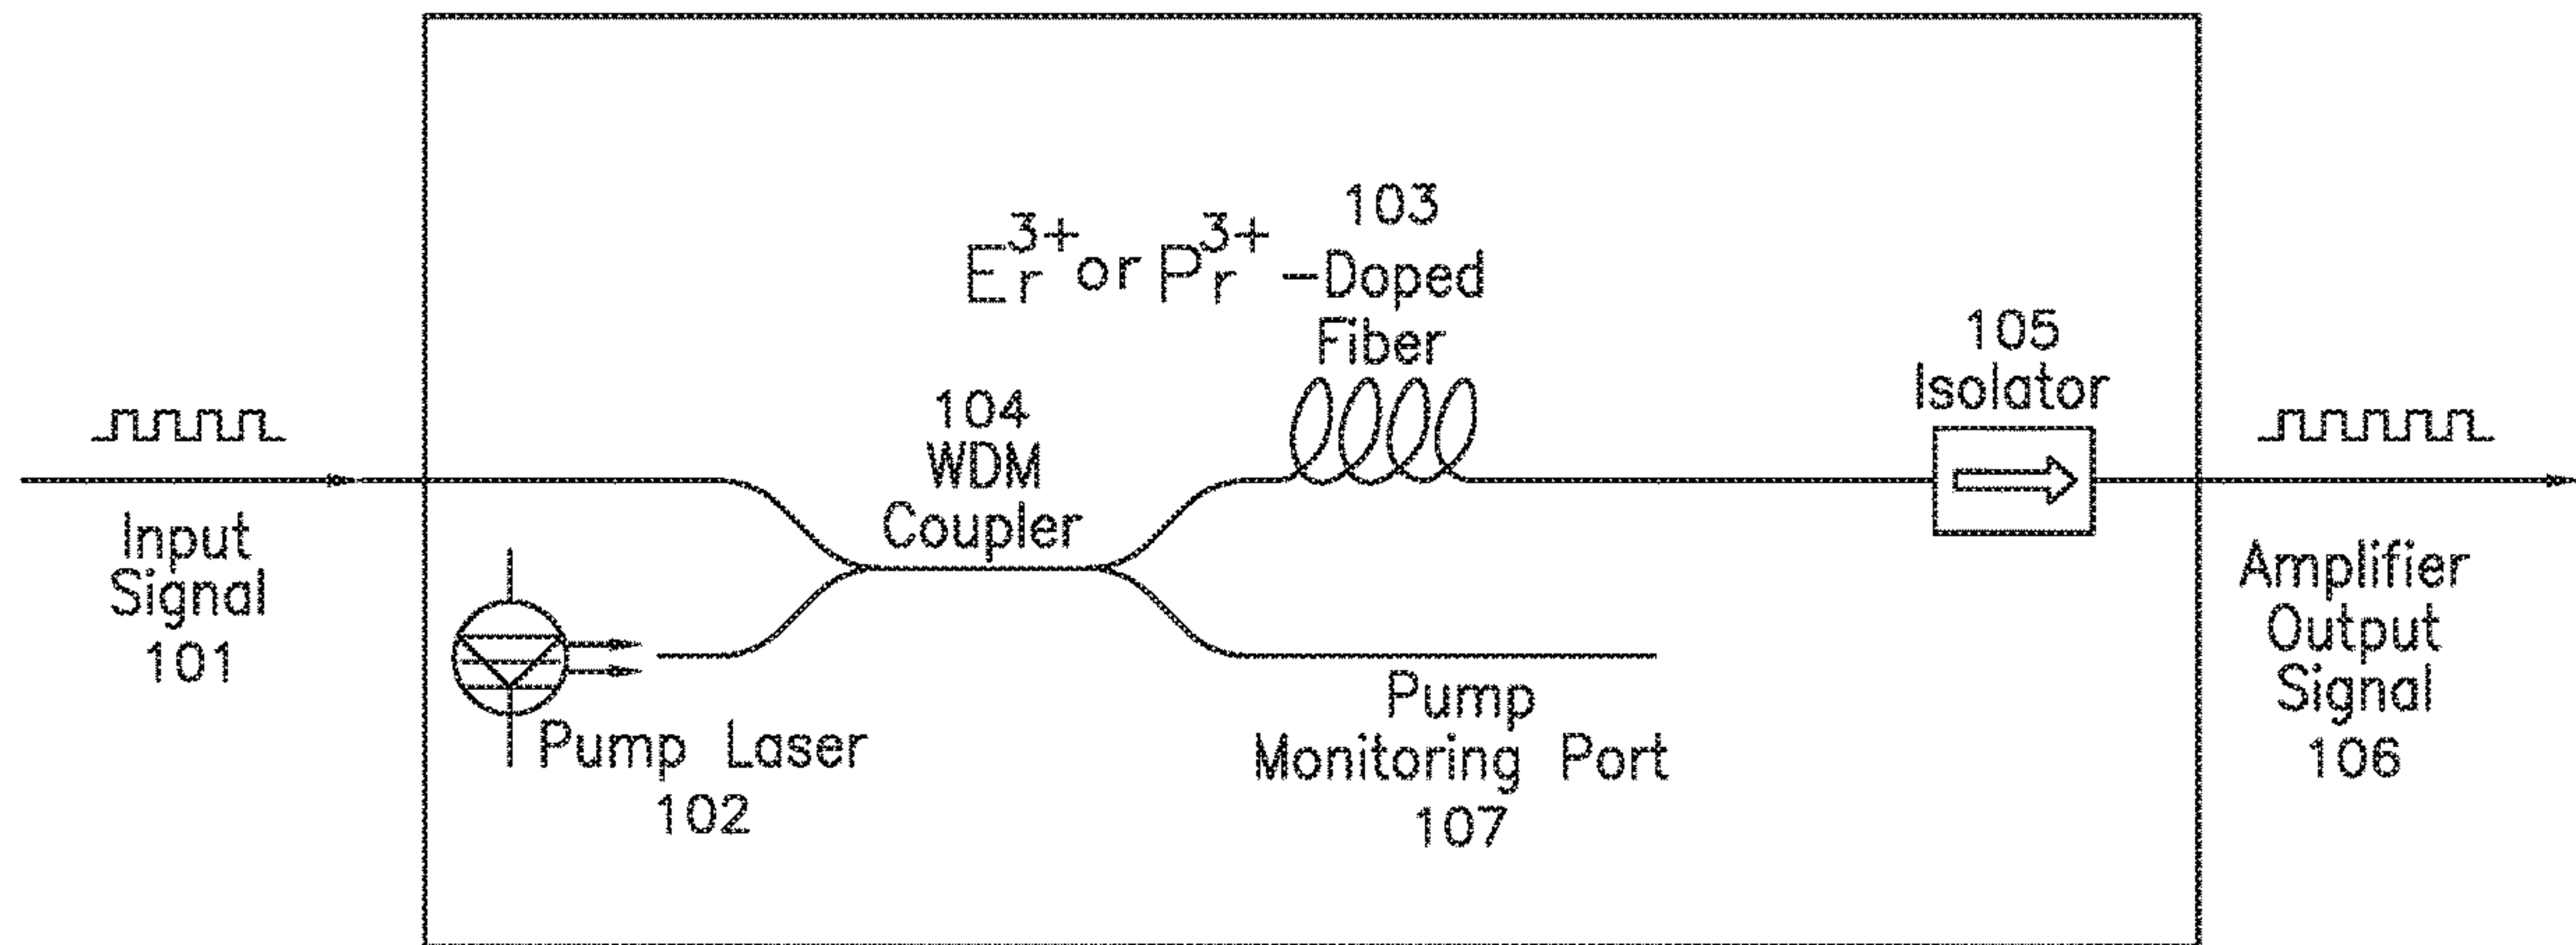 Input
Signal
101
Pump Laser
102
104
WDM
Coupler
103
Er3+ or Pr3+ -Doped
Fiber
Pump
Monitoring Port
107
105
Isolator
Amplifier
Output
Signal
106